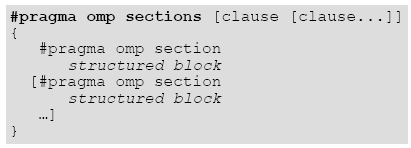 #pragma omp sections [clause [clause...]]
{
#pragma omp section
structured block
[#pragma omp section
structured block
…]
}